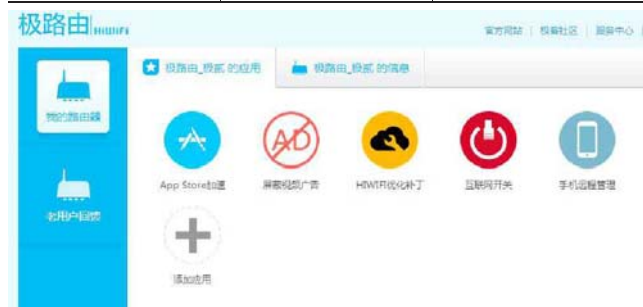 极路由 HIWIFI
官方网站 | 极客社区 | 服务中心 |
极路由_极贰 的应用
极路由_极贰 的信息
我的路由器
AD
App Store加速
屏蔽视频广告
HIWIFI优化补丁
互联网开关
手机远程管理
老用户回馈
添加应用